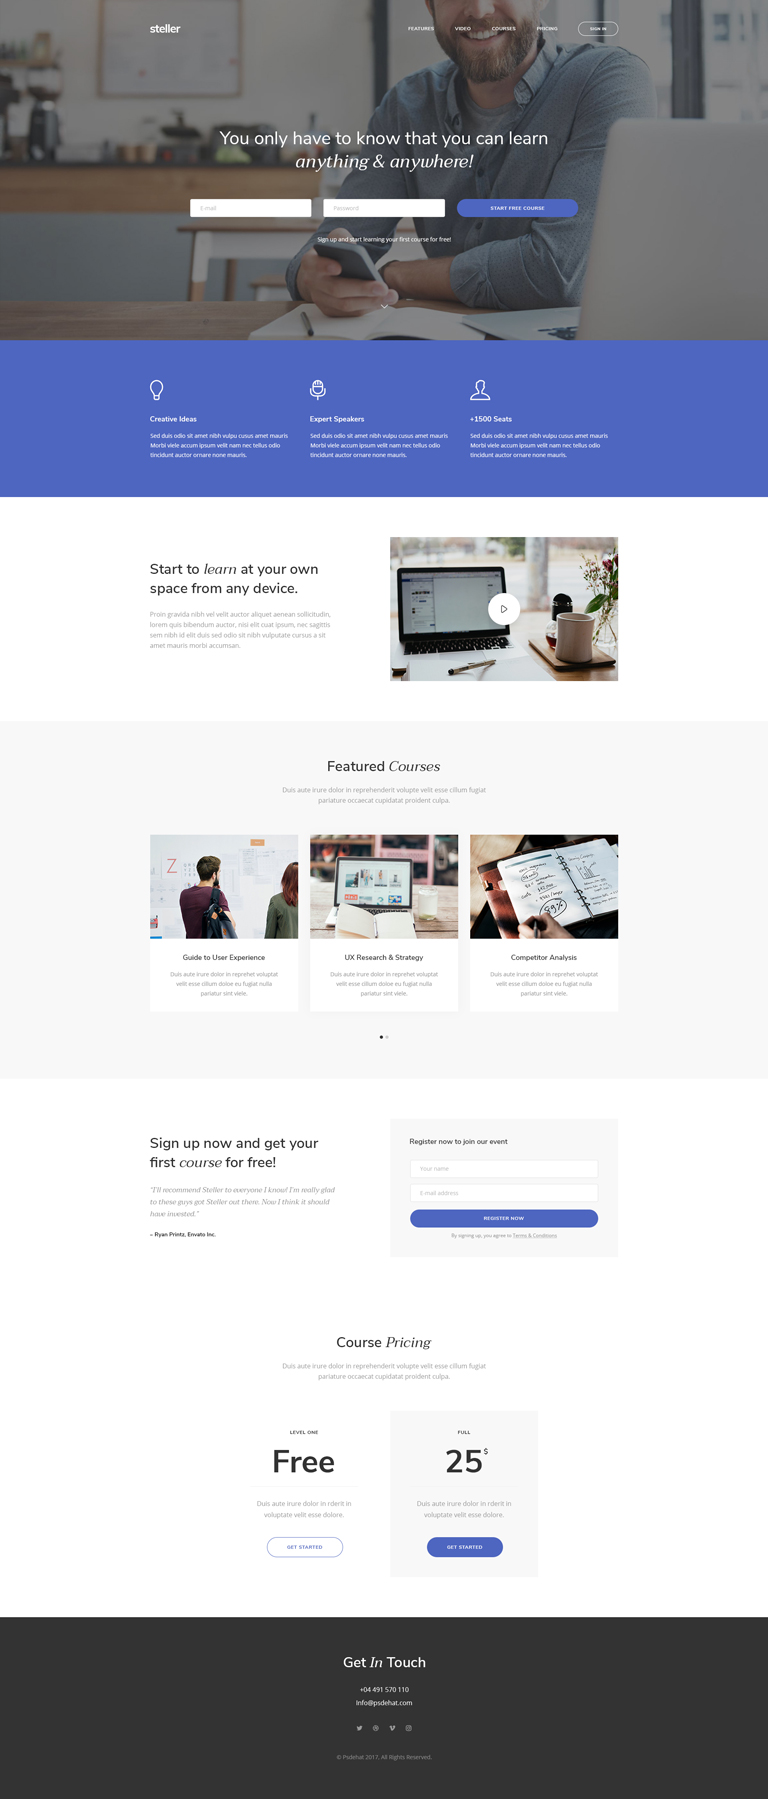 steller
FEATURES
VIDEO
COURSES
PRICING
SIGN IN
You only have to know that you can learn
anything & anywhere!
E-mail
Password
START FREE COURSE
Sign up and start learning your first course for free!
Creative Ideas
Sed duis odio sit amet nibh vulpu cusus amet mauris
Morbi viele accum ipsum velit nam nec tellus odio
tincidunt auctor ornare none mauris.
Expert Speakers
Sed duis odio sit amet nibh vulpu cusus amet mauris
Morbi viele accum ipsum velit nam nec tellus odio
tincidunt auctor ornare none mauris.
+1500 Seats
Sed duis odio sit amet nibh vulpu cusus amet mauris
Morbi viele accum ipsum velit nam nec tellus odio
tincidunt auctor ornare none mauris.
Start to learn at your own
space from any device.
Proin gravida nibh vel velit auctor aliquet aenean sollicitudin,
lorem quis bibendum auctor, nisi elit cuat ipsum, nec sagittis
sem nibh id elit duis sed odio sit nibh vulputate cursus a sit
amet mauris morbi accumsan.
Featured Courses
Duis aute irure dolor in reprehenderit volupte velit esse cillum fugiat
pariature occaecat cupidatat proident culpa.
Z
59%
Guide to User Experience
Duis aute irure dolor in reprehet voluptat
velit esse cillum doloe eu fugiat nulla
pariatur sint viele.
UX Research & Strategy
Duis aute irure dolor in reprehet voluptat
velit esse cillum doloe eu fugiat nulla
pariatur sint viele.
Competitor Analysis
Duis aute irure dolor in reprehet voluptat
velit esse cillum doloe eu fugiat nulla
pariatur sint viele.
Sign up now and get your
first course for free!
"I'll recommend Steller to everyone I know! I'm really glad
to these guys got Steller out there. Now I think it should
have invested."
– Ryan Printz, Envato Inc.
Register now to join our event
Your name
E-mail address
REGISTER NOW
By signing up, you agree to Terms & Conditions
Course Pricing
Duis aute irure dolor in reprehenderit volupte velit esse cillum fugiat
pariature occaecat cupidatat proident culpa.
LEVEL ONE
Free
Duis aute irure dolor in rderit in
voluptate velit esse dolore.
GET STARTED
FULL
25 $
Duis aute irure dolor in rderit in
voluptate velit esse dolore.
GET STARTED
Get In Touch
+04 491 570 110
Info@psdehat.com
© Psdehat 2017. All Rights Reserved.